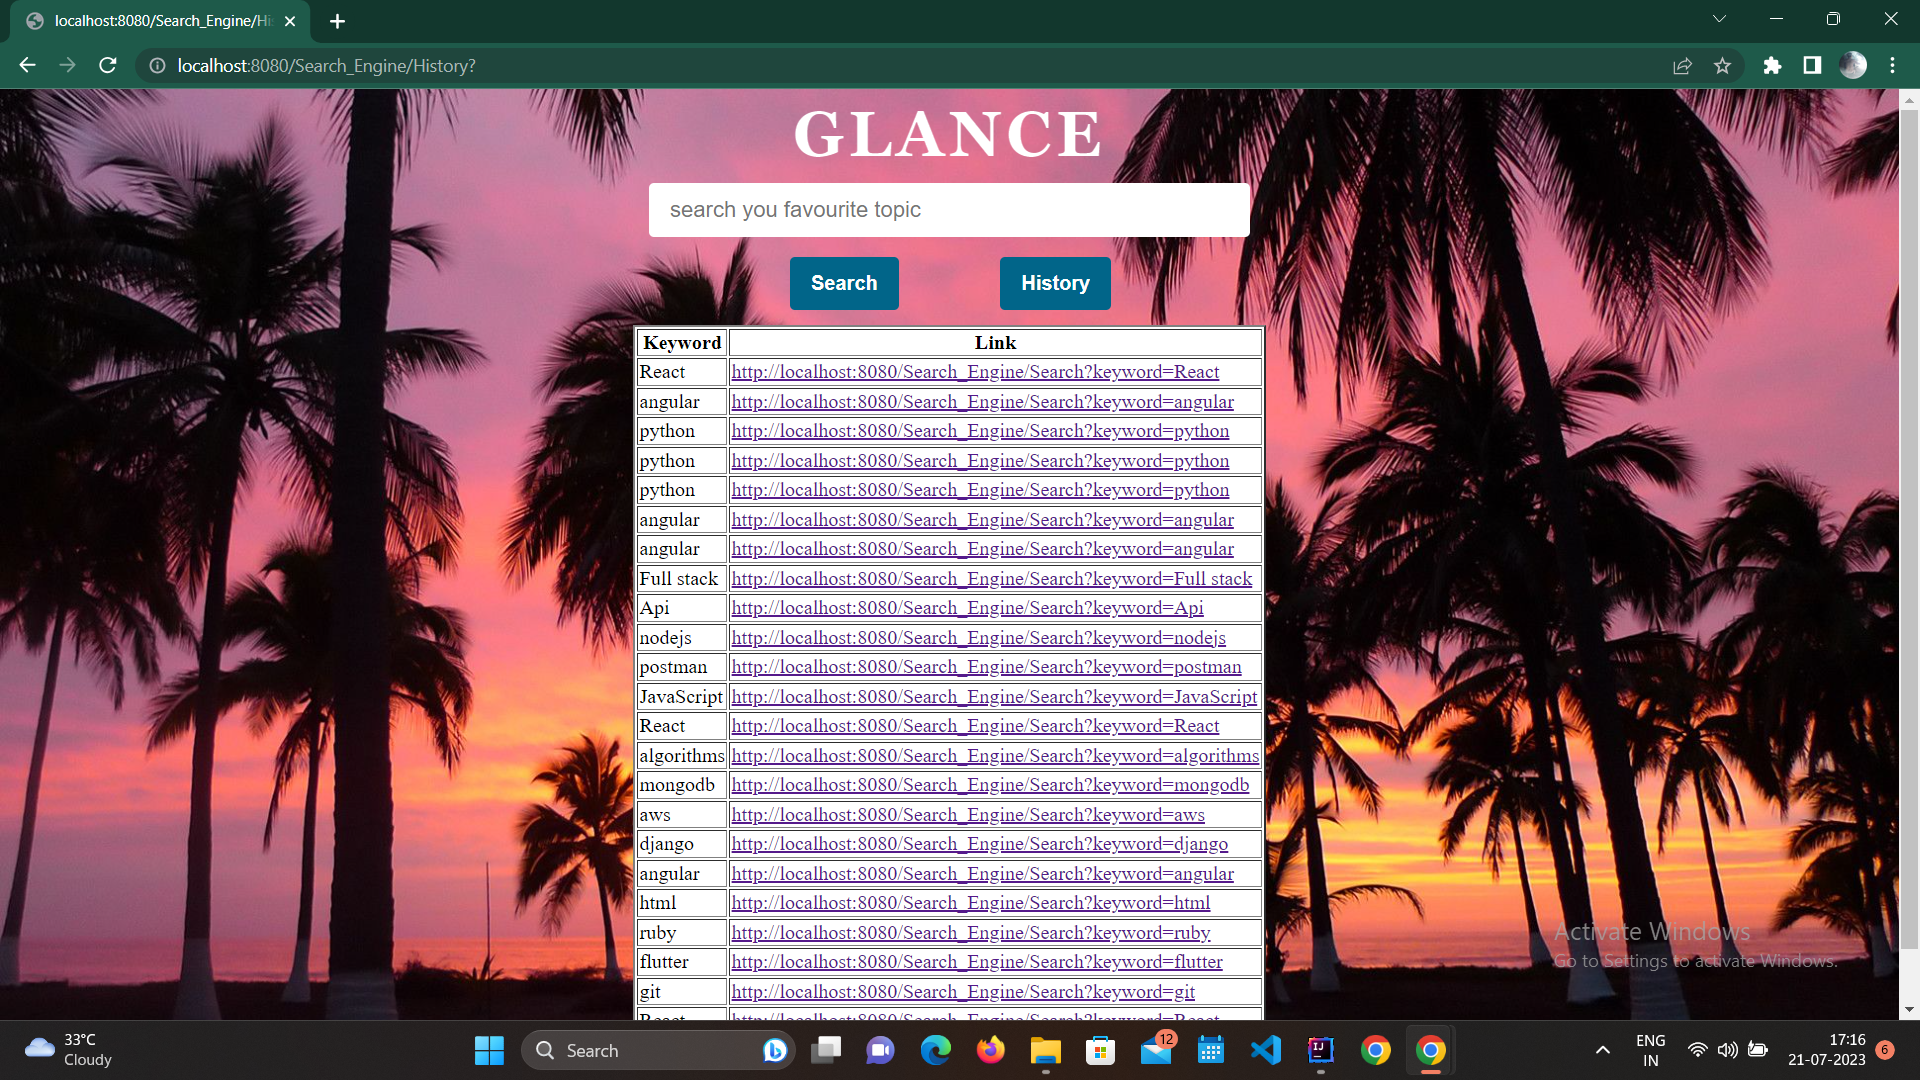 localhost:8080/Search_Engine/Hi
localhost:8080/Search_Engine/History?
GLANCE
search you favourite topic
Search History
Keyword Link
React http://localhost:8080/Search_Engine/Search?keyword=React
angular http://localhost:8080/Search_Engine/Search?keyword=angular
python http://localhost:8080/Search_Engine/Search?keyword=python
python http://localhost:8080/Search_Engine/Search?keyword=python
python http://localhost:8080/Search_Engine/Search?keyword=python
angular http://localhost:8080/Search_Engine/Search?keyword=angular
angular http://localhost:8080/Search_Engine/Search?keyword=angular
Full stack http://localhost:8080/Search_Engine/Search?keyword=Full stack
Api http://localhost:8080/Search_Engine/Search?keyword=Api
nodejs http://localhost:8080/Search_Engine/Search?keyword=nodejs
postman http://localhost:8080/Search_Engine/Search?keyword=postman
JavaScript http://localhost:8080/Search_Engine/Search?keyword=JavaScript
React http://localhost:8080/Search_Engine/Search?keyword=React
algorithms http://localhost:8080/Search_Engine/Search?keyword=algorithms
mongodb http://localhost:8080/Search_Engine/Search?keyword=mongodb
aws http://localhost:8080/Search_Engine/Search?keyword=aws
django http://localhost:8080/Search_Engine/Search?keyword=django
angular http://localhost:8080/Search_Engine/Search?keyword=angular
html http://localhost:8080/Search_Engine/Search?keyword=html
ruby http://localhost:8080/Search_Engine/Search?keyword=ruby
flutter http://localhost:8080/Search_Engine/Search?keyword=flutter
git http://localhost:8080/Search_Engine/Search?keyword=git
React http://localhost:8080/Search_Engine/Search?keyword=React
Activate Windows
Go to Settings to activate Windows.
33°C
Cloudy
Search
12
ENG
IN
17:16
21-07-2023
6